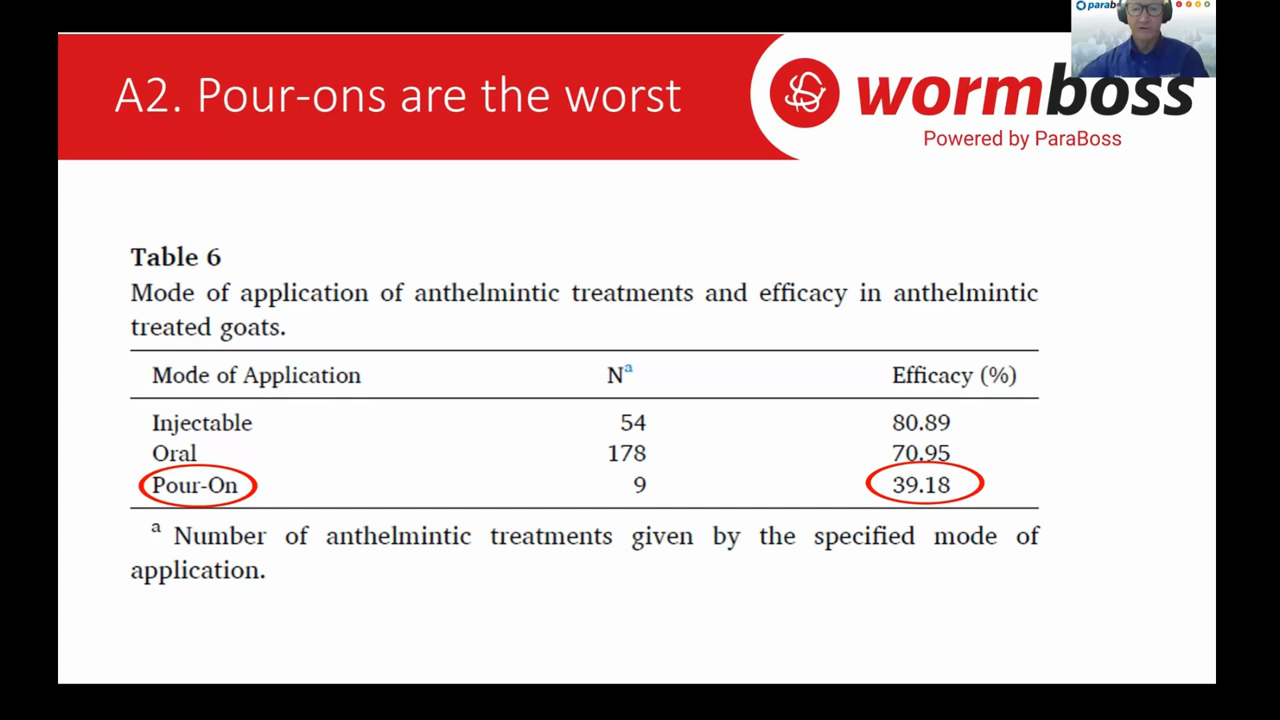 A2. Pour-ons are the worst
wormboss
Powered by ParaBoss
Table 6
Mode of application of anthelmintic treatments and efficacy in anthelmintic
treated goats.
Mode of Application Nᵃ Efficacy (%)
Injectable 54 80.89
Oral 178 70.95
Pour-On 9 39.18
ᵃ Number of anthelmintic treatments given by the specified mode of
application.